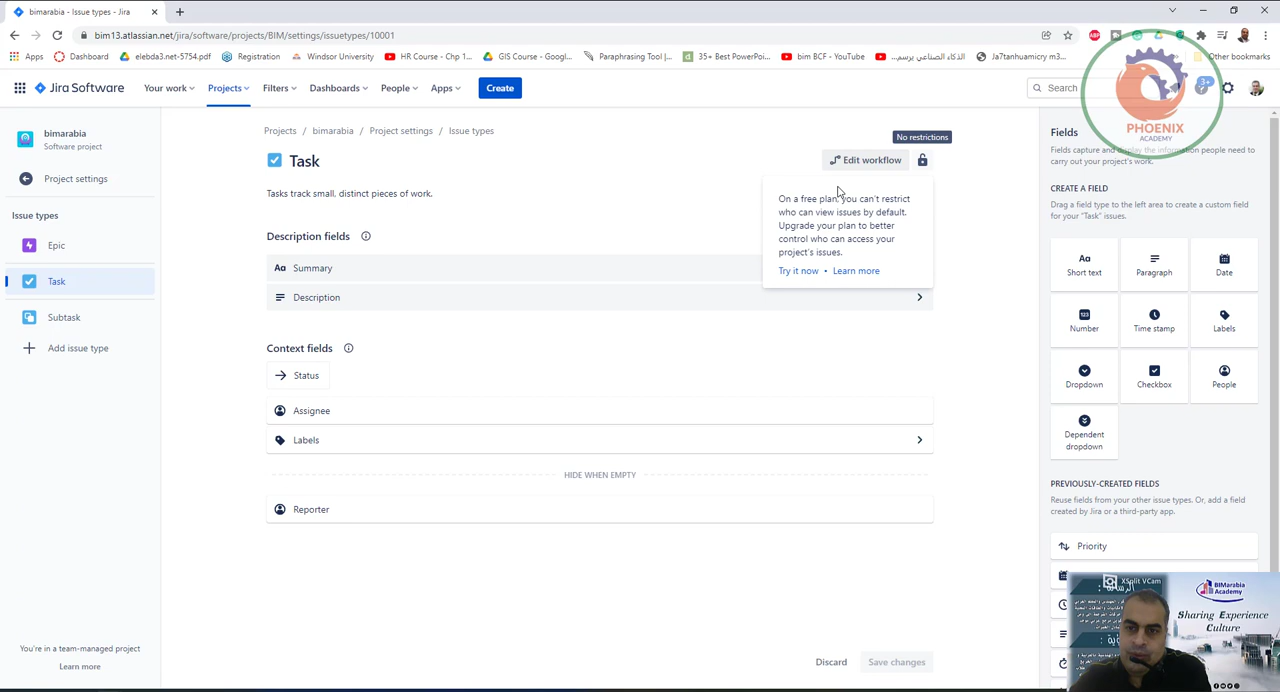 bimarabia - Issue types - Jira
bim13.atlassian.net/jira/software/projects/BIM/settings/issuetypes/10001
Apps
Dashboard
elebda3.net-5754.pdf
Registration
Windsor University
HR Course - Chp 1...
GIS.Course - Googl...
Paraphrasing Tool |...
35+ Best PowerPoi...
bim BCF - YouTube
الذكاء الصناعي يرسم...
Ja7tanhuamicry m3...
Other bookmarks
Jira Software
Your work
Projects
Filters
Dashboards
People
Apps
Create
Search
3+
PHOENIX
ACADEMY
bimarabia
Software project
Project settings
Issue types
Epic
Task
Subtask
Add issue type
You're in a team-managed project
Learn more
Projects / bimarabia / Project settings / Issue types
No restrictions
Task
Edit workflow
Tasks track small, distinct pieces of work.
On a free plan, you can't restrict
who can view issues by default.
Upgrade your plan to better
control who can access your
project's issues.
Try it now • Learn more
Description fields
Aa Summary
Description
Context fields
Status
Assignee
Labels
HIDE WHEN EMPTY
Reporter
Discard
Save changes
Fields
Fields capture and display the information people need to
carry out your project's work.
CREATE A FIELD
Drag a field type to the left area to create a custom field
for your "Task" issues.
Aa
Short text
Paragraph
Date
123
Number
Time stamp
Labels
Dropdown
Checkbox
People
Dependent
dropdown
PREVIOUSLY-CREATED FIELDS
Reuse fields from your other issue types. Or, add a field
created by Jira or a third-party app.
Priority
XSplit VCam
BIMarabia
Academy
Sharing Experience
Culture